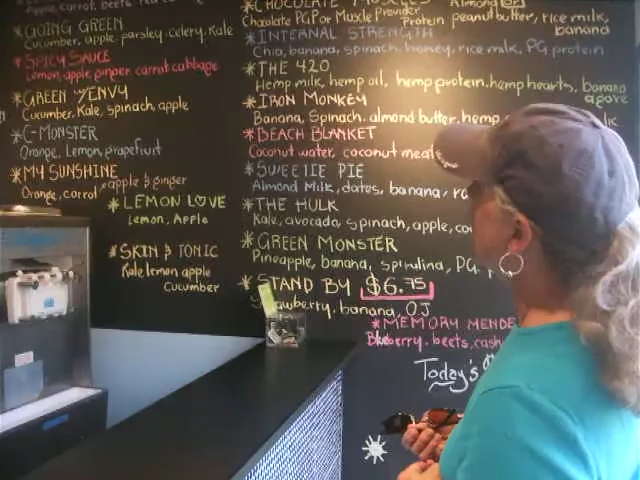 Apple, carrot, beets
*GOING GREEN
Cucumber, apple, parsley, celery, Kale
*SPICY SAUCE
Lemon, apple, ginger carrot cabbage
*GREEN /ENVY
Cucumber, Kale, spinach, apple
*C-MONSTER
Orange, Lemon, grapefruit
*MY SUNSHINE
Orange, carrot, apple & ginger
*LEMON LOVE
Lemon, Apple
*SKIN & TONIC
Kale lemon apple
Cucumber
*CHOCOLATE MUSCLES Almond or
Chocolate PG P or Muscle Provider Protein peanut butter, rice milk,
banana
*INTERNAL STRENGTH
Chia, banana, spinach, honey, rice milk, PG protein
*THE 420
Hemp milk, hemp oil, hemp protein, hemp hearts, banana
agave
*IRON MONKEY
Banana, Spinach, almond butter, hemp
*BEACH BLANKET
Coconut water, coconut meat
*SWEETIE PIE
Almond Milk, dates, banana,
*THE HULK
Kale, avocado, spinach, apple,
*GREEN MONSTER
Pineapple, banana, spirulina, PG
*STAND BY $6.75
Strawberry, banana, OJ
*MEMORY MENDE
Blueberry, beets, cash
Today's